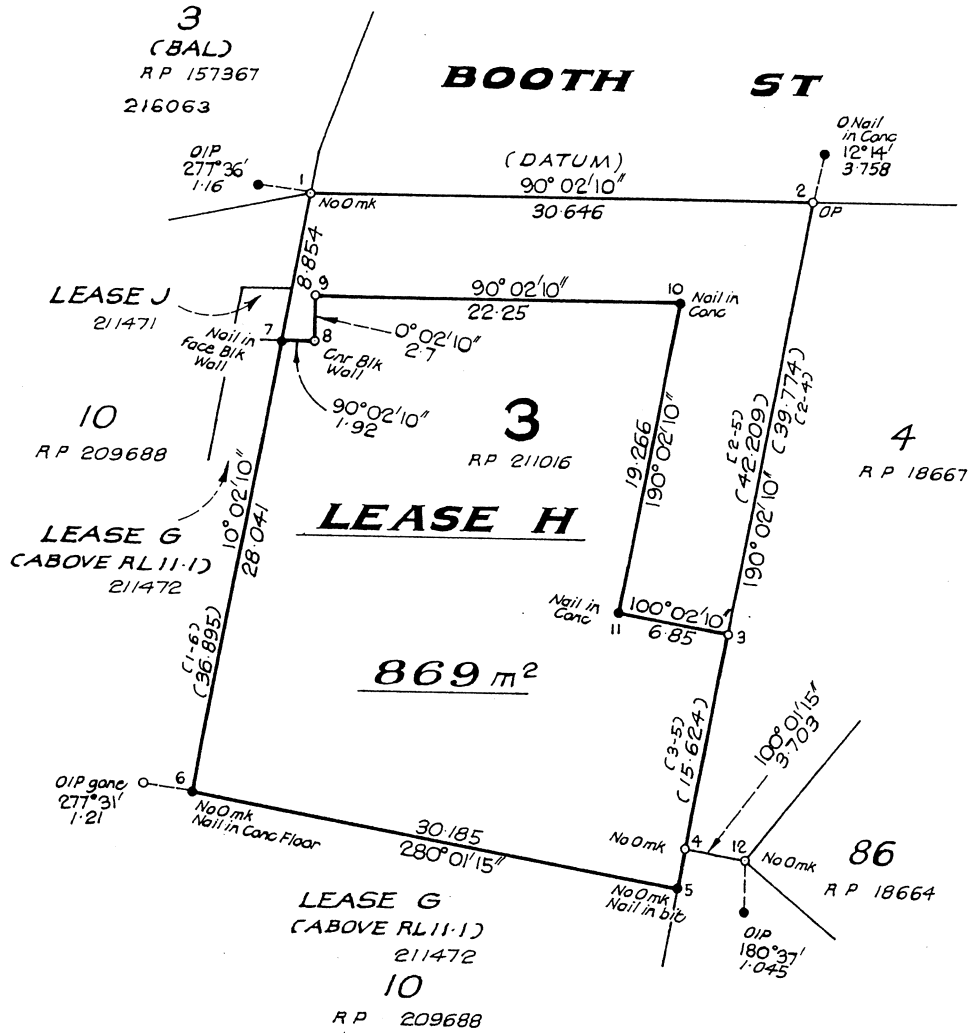 3
(BAL)
RP 157367
216063
BOOTH ST
OIP
277°36'
1·16
1
No O mk
(DATUM)
90°02'10"
30·646
O Nail
in Conc
12°14'
3·758
2
OP
8·854
LEASE J
211471
9
90°02'10"
22·25
10
Nail in
Conc
0°02'10"
2·7
7
Nail in
Face Blk
Wall
8
Cnr Blk
Wall
90°02'10"
1·92
10
RP 209688
3
RP 211016
19·266
190°02'10"
(2-5)
(42·209)
(39·774)
(2-4)
190°02'10"
4
RP 18667
LEASE G
(ABOVE RL 11·1)
211472
10°02'10"
28·041
LEASE H
Nail in
Conc
11
100°02'10"
6·85
3
(1-6)
(36·895)
869 m²
(3-5)
(15·624)
100°01'15"
3·703
OIP gone
277°31'
1·21
6
No O mk
Nail in Conc Floor
30·185
280°01'15"
No O mk
4
12
No O mk
86
RP 18664
5
No O mk
Nail in bit
OIP
180°37'
1·045
LEASE G
(ABOVE RL 11·1)
211472
10
RP 209688